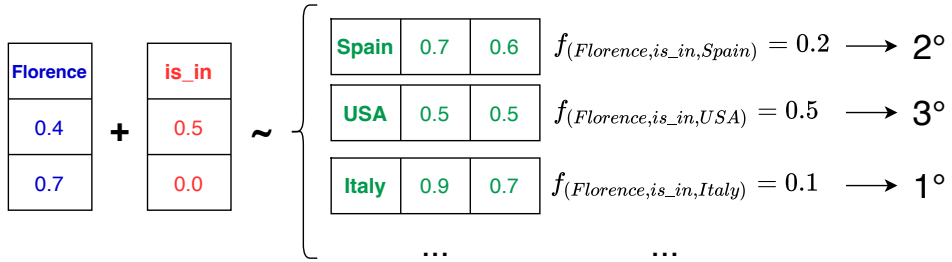 Florence
0.4
0.7
+
is_in
0.5
0.0
~
Spain 0.7 0.6 f(Florence,is_in,Spain) = 0.2 → 2°
USA 0.5 0.5 f(Florence,is_in,USA) = 0.5 → 3°
Italy 0.9 0.7 f(Florence,is_in,Italy) = 0.1 → 1°
... ...